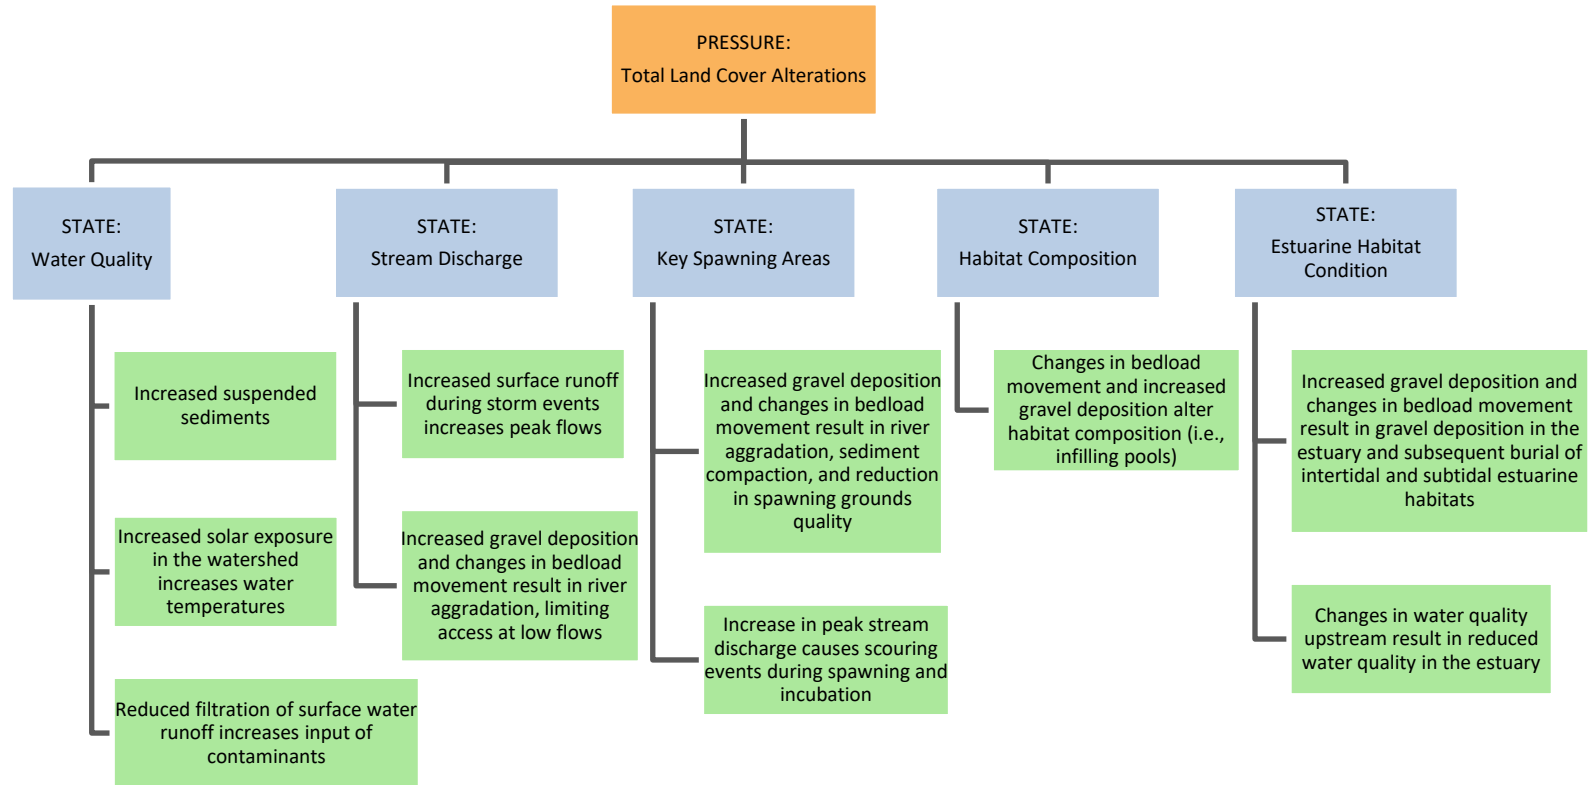 PRESSURE:
Total Land Cover Alterations
STATE:
Water Quality
Increased suspended
sediments
Increased solar exposure
in the watershed
increases water
temperatures
Reduced filtration of surface water
runoff increases input of
contaminants
STATE:
Stream Discharge
Increased surface runoff
during storm events
increases peak flows
Increased gravel deposition
and changes in bedload
movement result in river
aggradation, limiting
access at low flows
STATE:
Key Spawning Areas
Increased gravel deposition
and changes in bedload
movement result in river
aggradation, sediment
compaction, and reduction
in spawning grounds
quality
Increase in peak stream
discharge causes scouring
events during spawning and
incubation
STATE:
Habitat Composition
Changes in bedload
movement and increased
gravel deposition alter
habitat composition (i.e.,
infilling pools)
STATE:
Estuarine Habitat
Condition
Increased gravel deposition and
changes in bedload movement
result in gravel deposition in the
estuary and subsequent burial of
intertidal and subtidal estuarine
habitats
Changes in water quality
upstream result in reduced
water quality in the estuary